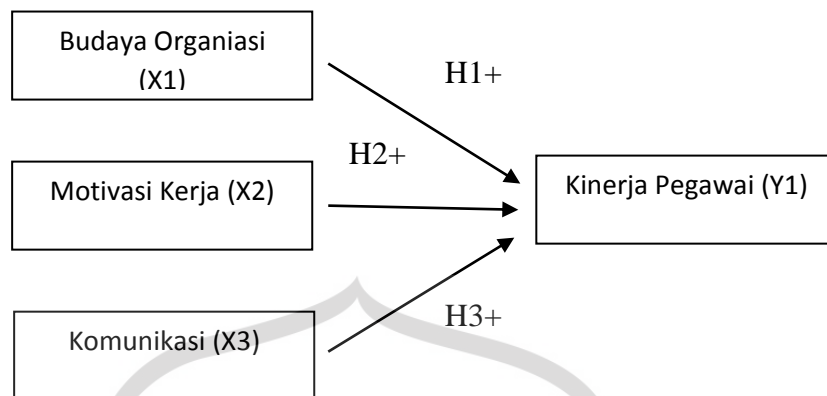 Budaya Organiasi
(X1)
H1+
H2+
Motivasi Kerja (X2)
Kinerja Pegawai (Y1)
H3+
Komunikasi (X3)